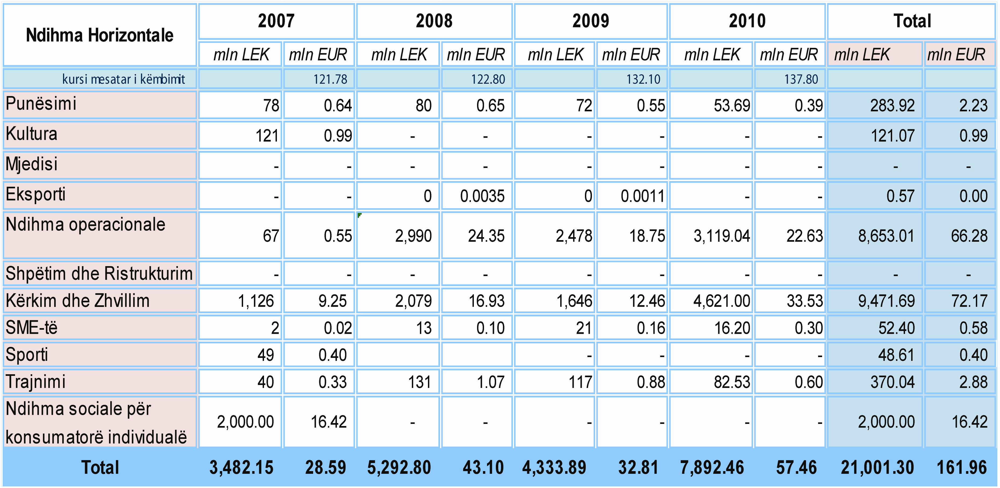 Ndihma Horizontale 2007 2008 2009 2010 Total
mln LEK mln EUR mln LEK mln EUR mln LEK mln EUR mln LEK mln EUR mln LEK mln EUR
kursi mesatar i këmbimit 121.78 122.80 132.10 137.80
Punësimi 78 0.64 80 0.65 72 0.55 53.69 0.39 283.92 2.23
Kultura 121 0.99 - - - - - - 121.07 0.99
Mjedisi - - - - - - - - - -
Eksporti - - 0 0.0035 0 0.0011 - - 0.57 0.00
Ndihma operacionale 67 0.55 2,990 24.35 2,478 18.75 3,119.04 22.63 8,653.01 66.28
Shpëtim dhe Ristrukturim - - - - - - - - - -
Kërkim dhe Zhvillim 1,126 9.25 2,079 16.93 1,646 12.46 4,621.00 33.53 9,471.69 72.17
SME-të 2 0.02 13 0.10 21 0.16 16.20 0.30 52.40 0.58
Sporti 49 0.40 - - - - 48.61 0.40
Trajnimi 40 0.33 131 1.07 117 0.88 82.53 0.60 370.04 2.88
Ndihma sociale për
konsumatorë individualë 2,000.00 16.42 - - - - - - 2,000.00 16.42
Total 3,482.15 28.59 5,292.80 43.10 4,333.89 32.81 7,892.46 57.46 21,001.30 161.96